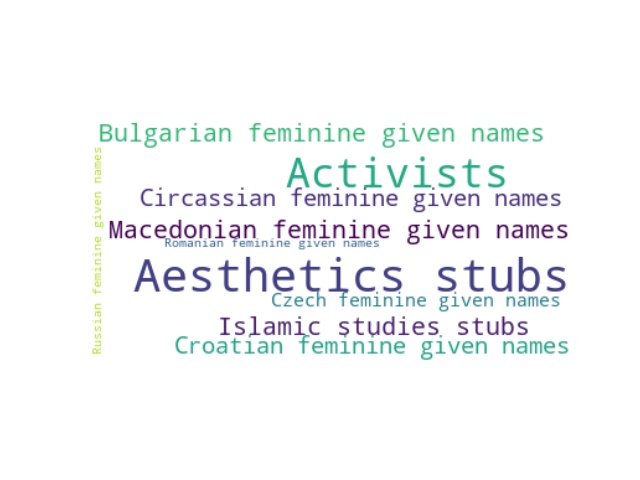 Bulgarian feminine given names
Activists
Circassian feminine given names
Macedonian feminine given names
Romanian feminine given names
Aesthetics stubs
Czech feminine given names
Islamic studies stubs
Croatian feminine given names
Russian feminine given names